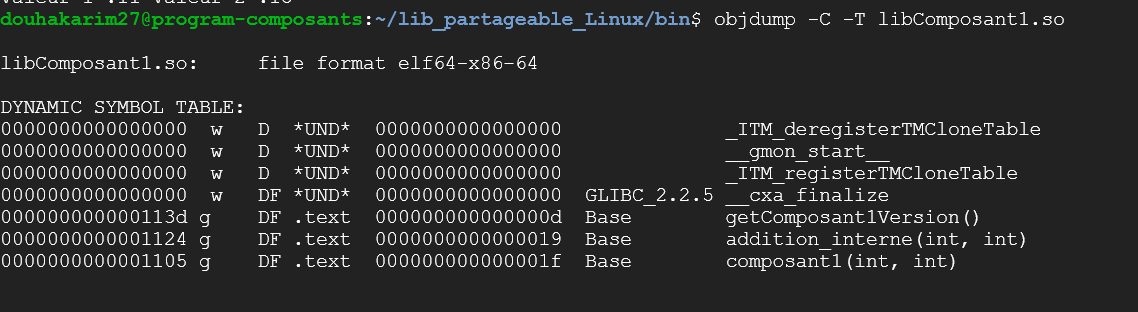 douhakarim27@program-composants:~/lib_partageable_Linux/bin$ objdump -C -T libComposant1.so
libComposant1.so:     file format elf64-x86-64
DYNAMIC SYMBOL TABLE:
0000000000000000  w   D  *UND*  0000000000000000              _ITM_deregisterTMCloneTable
0000000000000000  w   D  *UND*  0000000000000000              __gmon_start__
0000000000000000  w   D  *UND*  0000000000000000              _ITM_registerTMCloneTable
0000000000000000  w   DF *UND*  0000000000000000  GLIBC_2.2.5 __cxa_finalize
000000000000113d g    DF .text  000000000000000d  Base        getComposant1Version()
0000000000001124 g    DF .text  0000000000000019  Base        addition_interne(int, int)
0000000000001105 g    DF .text  000000000000001f  Base        composant1(int, int)